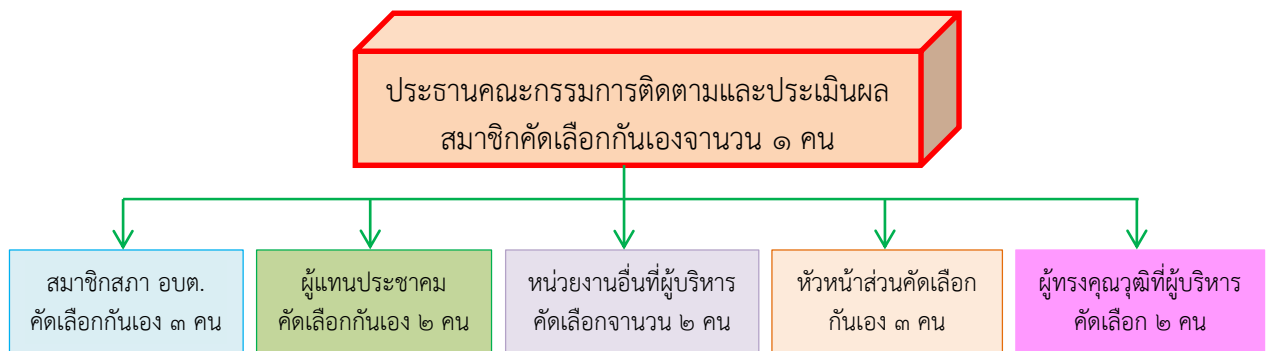 ประธานคณะกรรมการติดตามและประเมินผล
สมาชิกคัดเลือกกันเองจานวน ๑ คน
สมาชิกสภา อบต.
คัดเลือกกันเอง ๓ คน
ผู้แทนประชาคม
คัดเลือกกันเอง ๒ คน
หน่วยงานอื่นที่ผู้บริหาร
คัดเลือกจานวน ๒ คน
หัวหน้าส่วนคัดเลือก
กันเอง ๓ คน
ผู้ทรงคุณวุฒิที่ผู้บริหาร
คัดเลือก ๒ คน